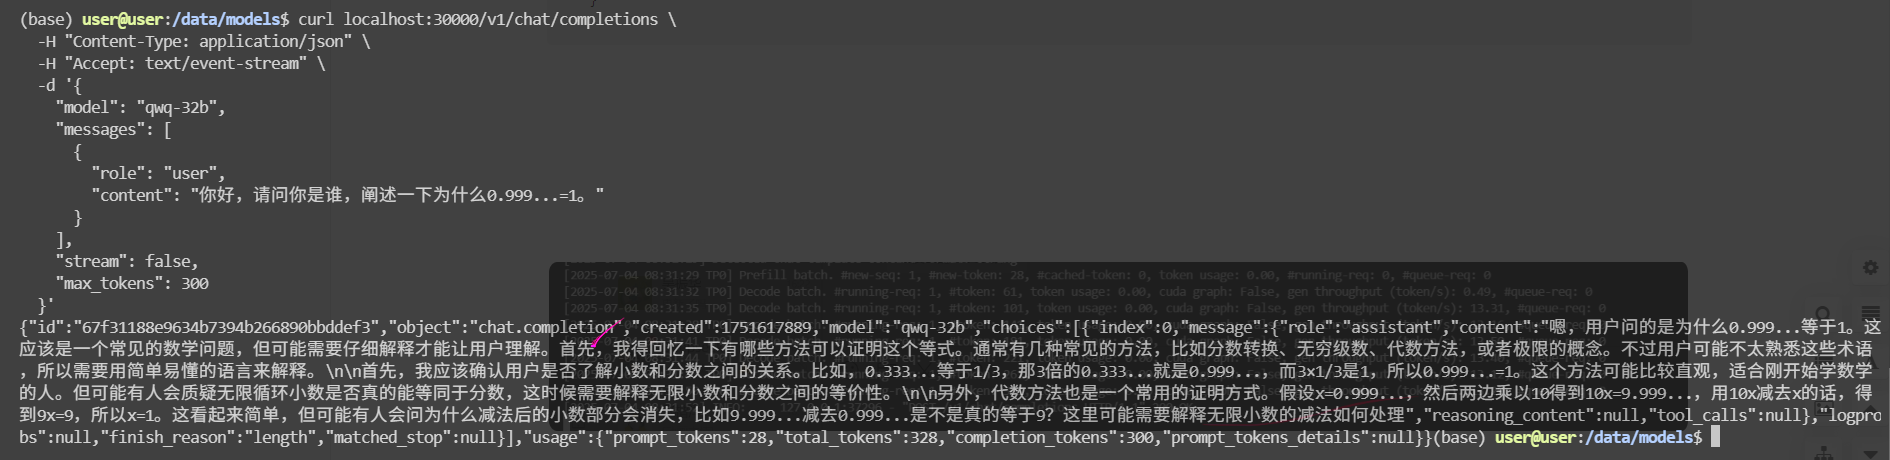 (base) user@user:/data/models$ curl localhost:30000/v1/chat/completions \
-H "Content-Type: application/json" \
-H "Accept: text/event-stream" \
-d '{
"model": "qwq-32b",
"messages": [
{
"role": "user",
"content": "你好，请问你是谁，阐述一下为什么0.999...=1。"
}
],
"stream": false,
"max_tokens": 300
}'
[2025-07-04 08:31:29 TP0] Prefill batch. #new-seq: 1, #new-token: 28, #cached-token: 0, token usage: 0.00, #running-req: 0, #queue-req: 0
[2025-07-04 08:31:32 TP0] Decode batch. #running-req: 1, #token: 61, token usage: 0.00, cuda graph: False, gen throughput (token/s): 0.49, #queue-req: 0
[2025-07-04 08:31:35 TP0] Decode batch. #running-req: 1, #token: 101, token usage: 0.00, cuda graph: False, gen throughput (token/s): 13.31, #queue-req: 0
{"id":"67f31188e9634b7394b266890bbddef3","object":"chat.completion","created":1751617889,"model":"qwq-32b","choices":[{"index":0,"message":{"role":"assistant","content":"嗯，用户问的是为什么0.999...等于1。这
应该是一个常见的数学问题，但可能需要仔细解释才能让用户理解。首先，我得回忆一下有哪些方法可以证明这个等式。通常有几种常见的方法，比如分数转换、无穷级数、代数方法，或者极限的概念。不过用户可能不太熟悉这些术语
，所以需要用简单易懂的语言来解释。\n\n首先，我应该确认用户是否了解小数和分数之间的关系。比如，0.333...等于1/3，那3倍的0.333...就是0.999...，而3×1/3是1，所以0.999...=1。这个方法可能比较直观，适合刚开始学数学
的人。但可能有人会质疑无限循环小数是否真的能等同于分数，这时候需要解释无限小数和分数之间的等价性。\n\n另外，代数方法也是一个常用的证明方式。假设x=0.999...，然后两边乘以10得到10x=9.999...，用10x减去x的话，得
到9x=9，所以x=1。这看起来简单，但可能有人会问为什么减法后的小数部分会消失，比如9.999...减去0.999...是不是真的等于9？这里可能需要解释无限小数的减法如何处理","reasoning_content":null,"tool_calls":null},"logpro
bs":null,"finish_reason":"length","matched_stop":null}],"usage":{"prompt_tokens":28,"total_tokens":328,"completion_tokens":300,"prompt_tokens_details":null}}(base) user@user:/data/models$